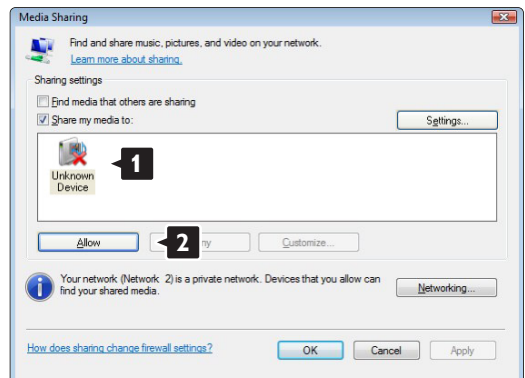 Media Sharing
Find and share music, pictures, and video on your network.
Learn more about sharing.
Sharing settings
Find media that others are sharing
Share my media to:
Settings...
Unknown
Device
1
Allow
2
Customize...
Your network (Network 2) is a private network. Devices that you allow can
find your shared media.
Networking...
How does sharing change firewall settings?
OK
Cancel
Apply